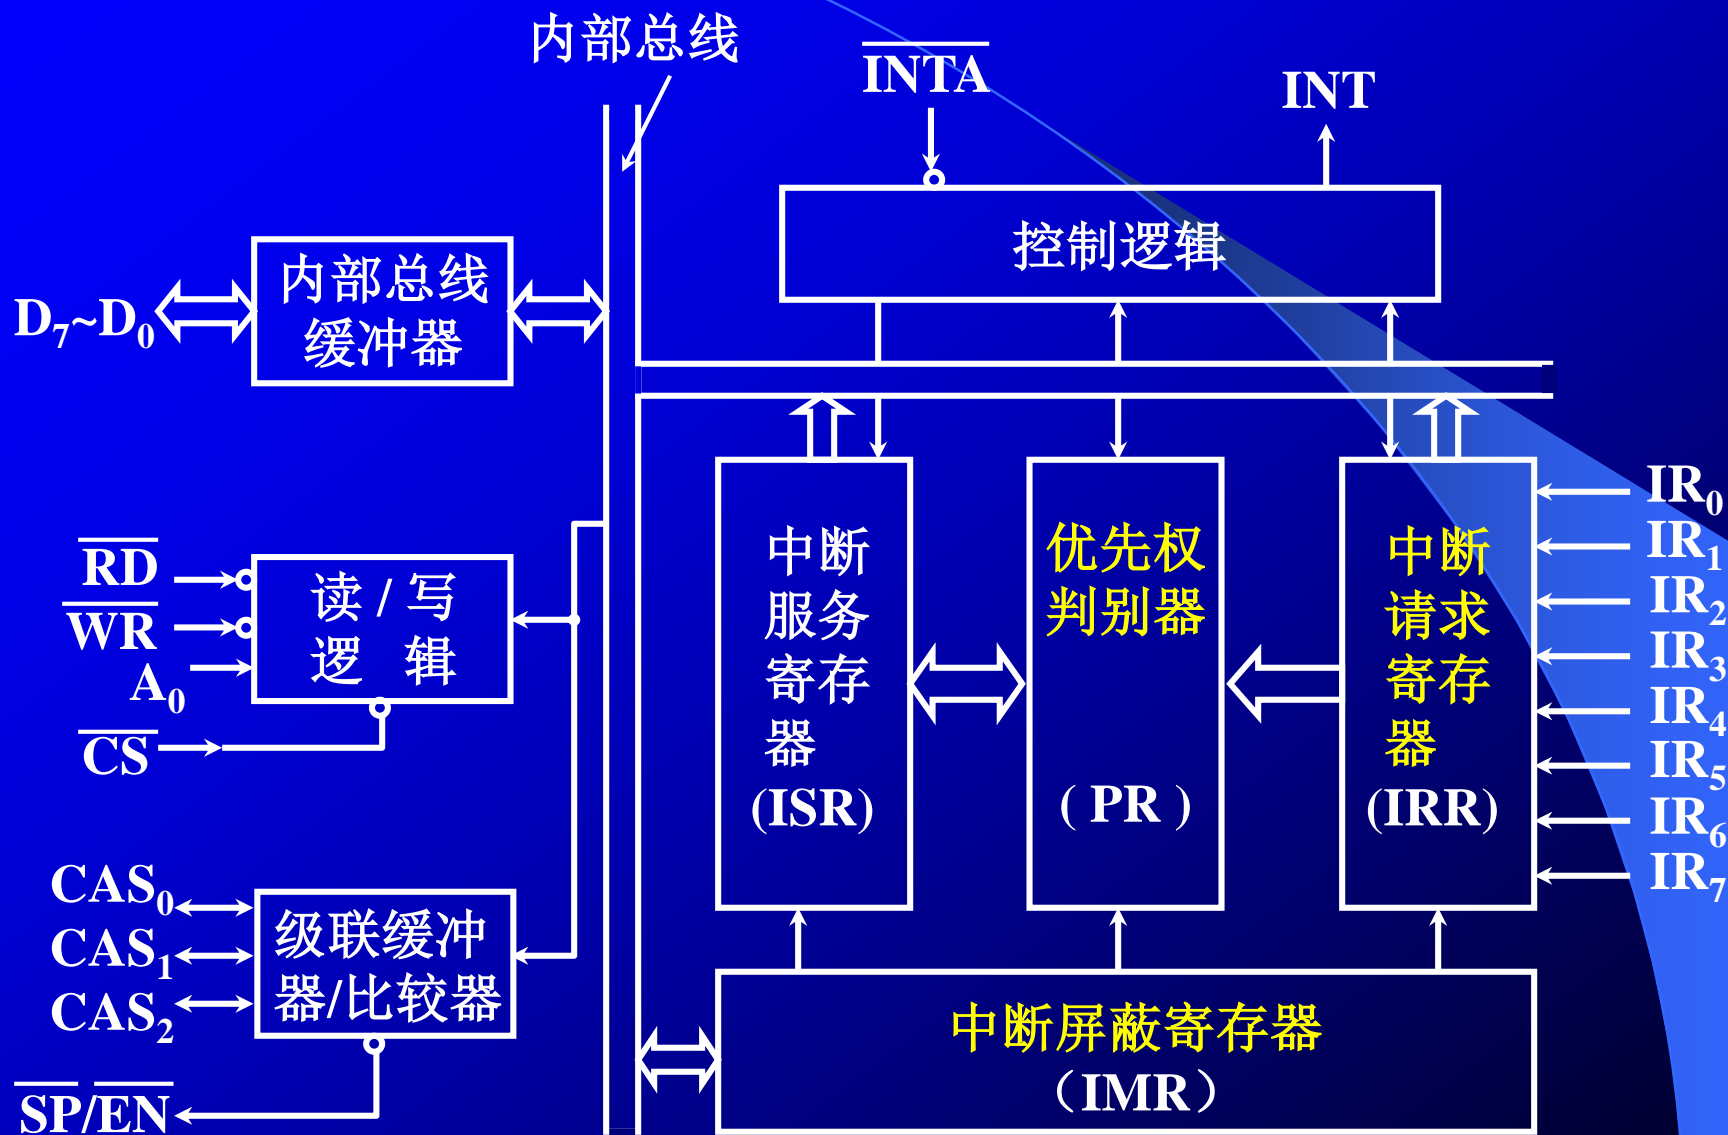 内部总线
INTA
INT
控制逻辑
内部总线
缓冲器
D7~D0
RD
WR
A0
CS
读 / 写
逻 辑
CAS0
CAS1
CAS2
级联缓冲
器/比较器
SP/EN
中断
服务
寄存
器
(ISR)
优先权
判别器
( PR )
中断
请求
寄存
器
(IRR)
IR0
IR1
IR2
IR3
IR4
IR5
IR6
IR7
中断屏蔽寄存器
（IMR）